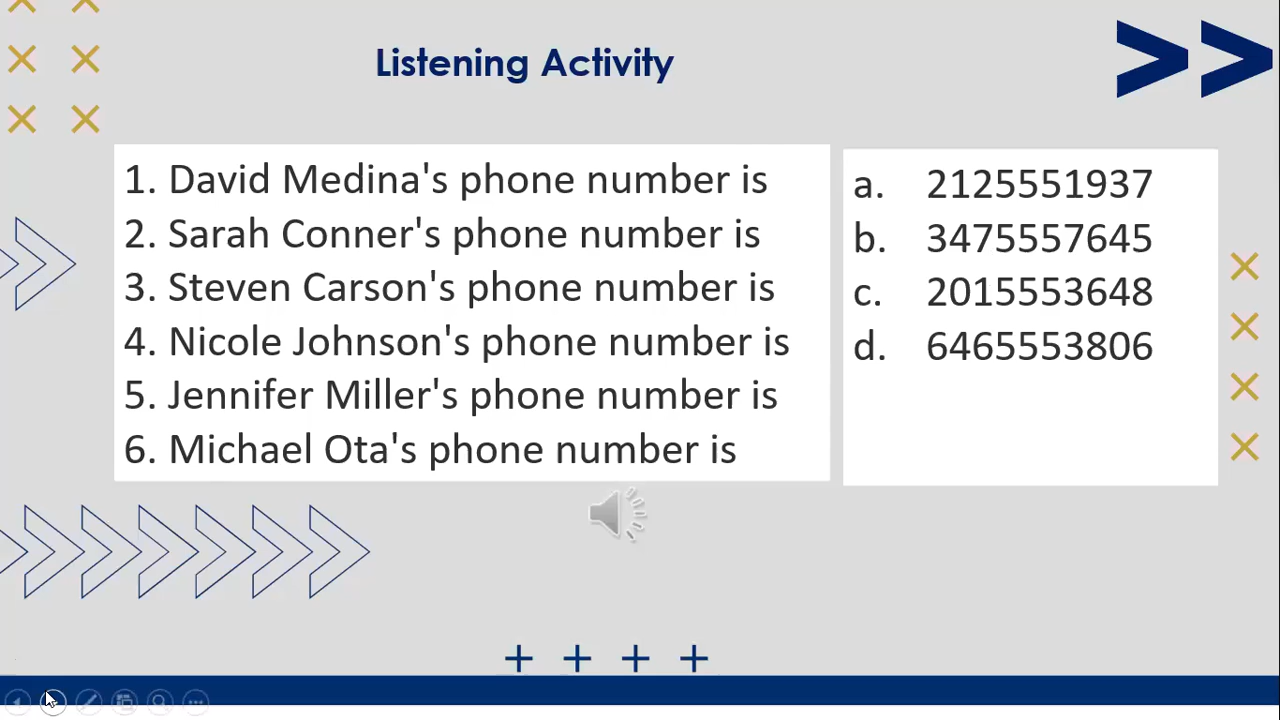 Listening Activity
1. David Medina's phone number is
2. Sarah Conner's phone number is
3. Steven Carson's phone number is
4. Nicole Johnson's phone number is
5. Jennifer Miller's phone number is
6. Michael Ota's phone number is
a. 2125551937
b. 3475557645
c. 2015553648
d. 6465553806